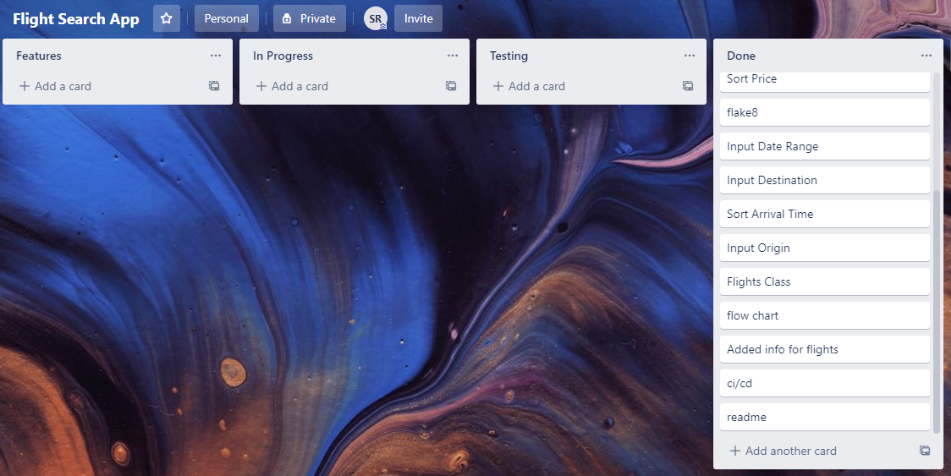 Flight Search App
Personal
Private
SR
Invite
Features
Add a card
In Progress
Add a card
Testing
Add a card
Done
Sort Price
flake8
Input Date Range
Input Destination
Sort Arrival Time
Input Origin
Flights Class
flow chart
Added info for flights
ci/cd
readme
Add another card